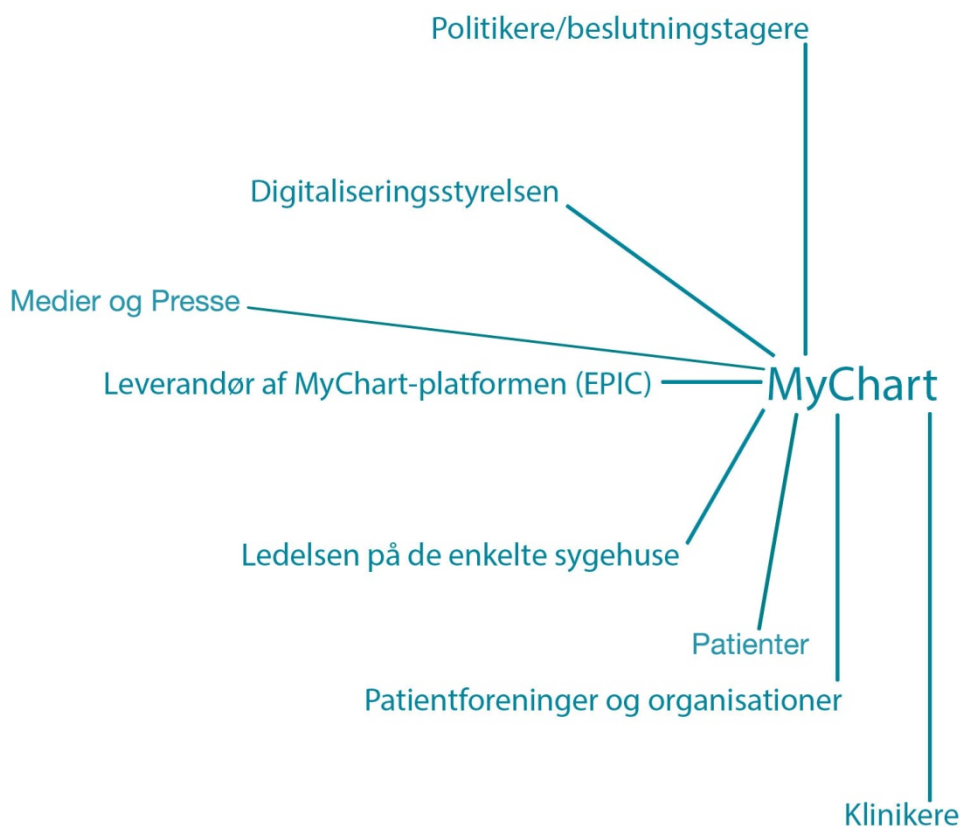 Politikere/beslutningstagere
Digitaliseringsstyrelsen
Medier og Presse
Leverandør af MyChart-platformen (EPIC)
MyChart
Ledelsen på de enkelte sygehuse
Patienter
Patientforeninger og organisationer
Klinikere